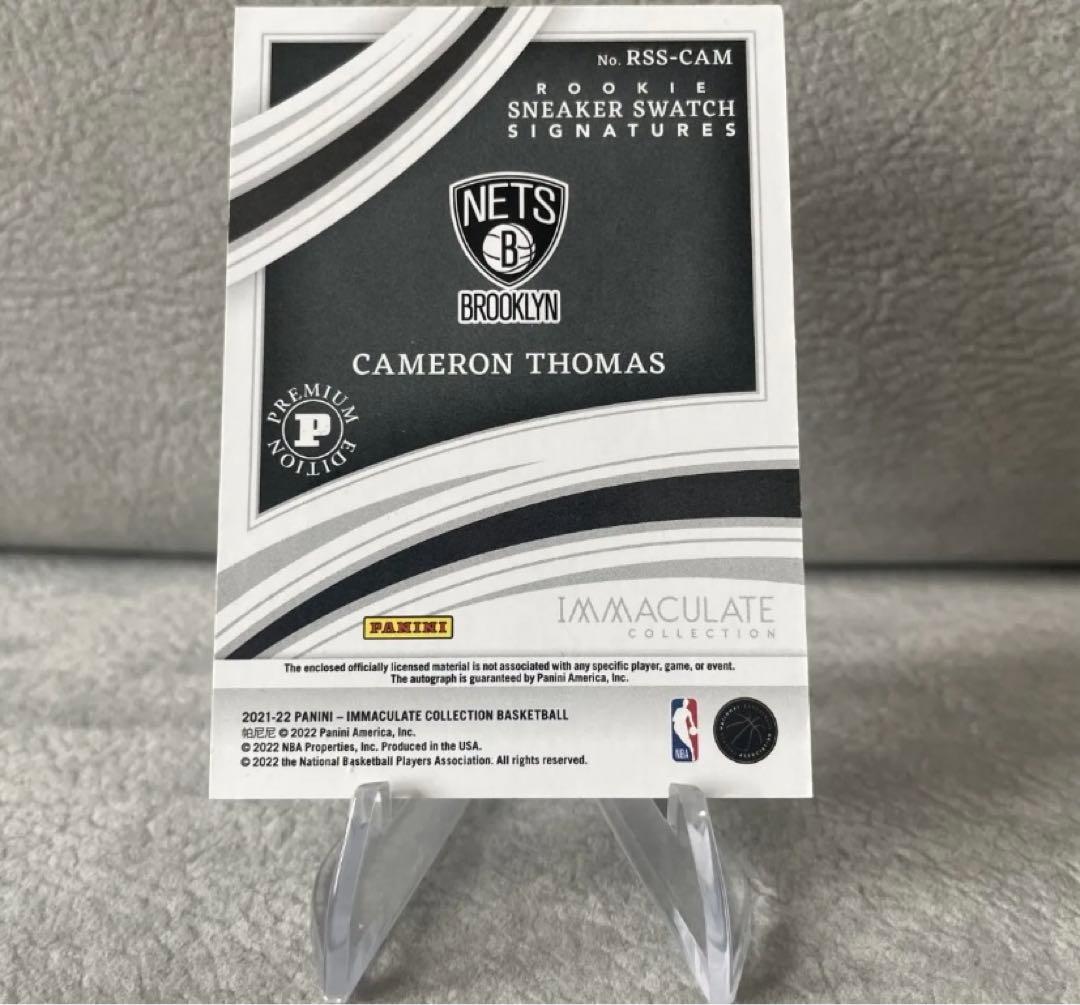 No. RSS-CAM
ROOKIE
SNEAKER SWATCH
SIGNATURES
NETS
B
BROOKLYN
CAMERON THOMAS
PREMIUM
P
EDITION
PANINI
IMMACULATE
COLLECTION
The enclosed officially licensed material is not associated with any specific player, game, or event.
The autograph is guaranteed by Panini America, Inc.
2021-22 PANINI – IMMACULATE COLLECTION BASKETBALL
帕尼尼 © 2022 Panini America, Inc.
© 2022 NBA Properties, Inc. Produced in the USA.
© 2022 the National Basketball Players Association. All rights reserved.
NBA